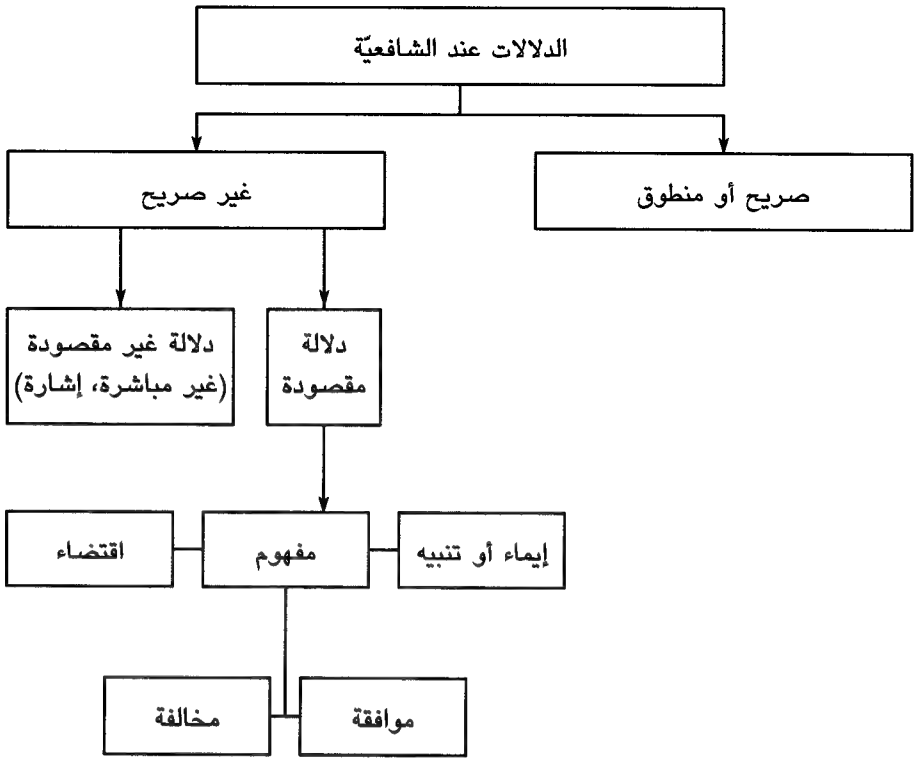 الدلالات عند الشافعيّة
صريح أو منطوق
غير صريح
دلالة
مقصودة
دلالة غير مقصودة
(غير مباشرة، إشارة)
إيماء أو تنبيه
مفهوم
اقتضاء
موافقة
مخالفة